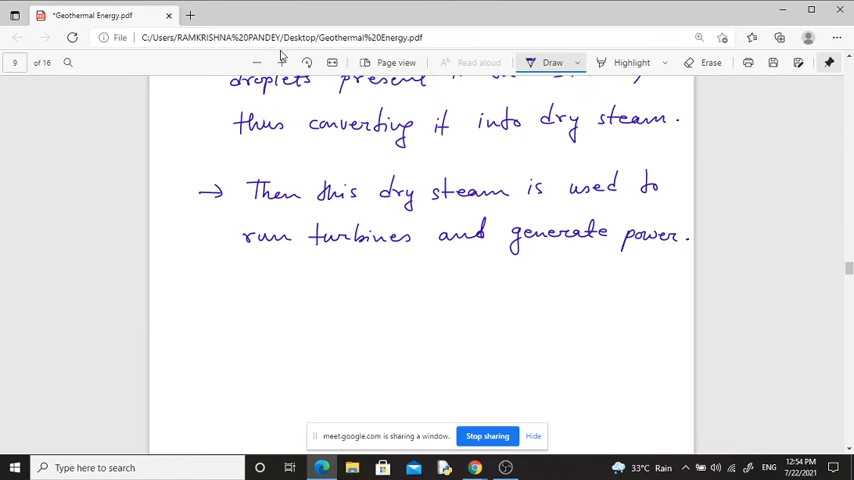 *Geothermal Energy.pdf
File C:/Users/RAMKRISHNA%20PANDEY/Desktop/Geothermal%20Energy.pdf
9 of 16 Page view Read aloud Draw Highlight Erase
droplets present
thus converting it into dry steam.
→ Then this dry steam is used to
run turbines and generate power.
meet.google.com is sharing a window. Stop sharing Hide
Type here to search
33°C Rain ENG 12:54 PM
7/22/2021